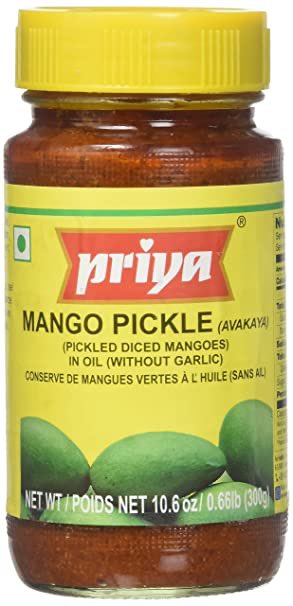 priya
®
MANGO PICKLE (AVAKAYA)
(PICKLED DICED MANGOES)
IN OIL (WITHOUT GARLIC)
CONSERVE DE MANGUES VERTES À L' HUILE (SANS AIL)
NET WT / POIDS NET 10.6 oz / 0.66lb (300g)